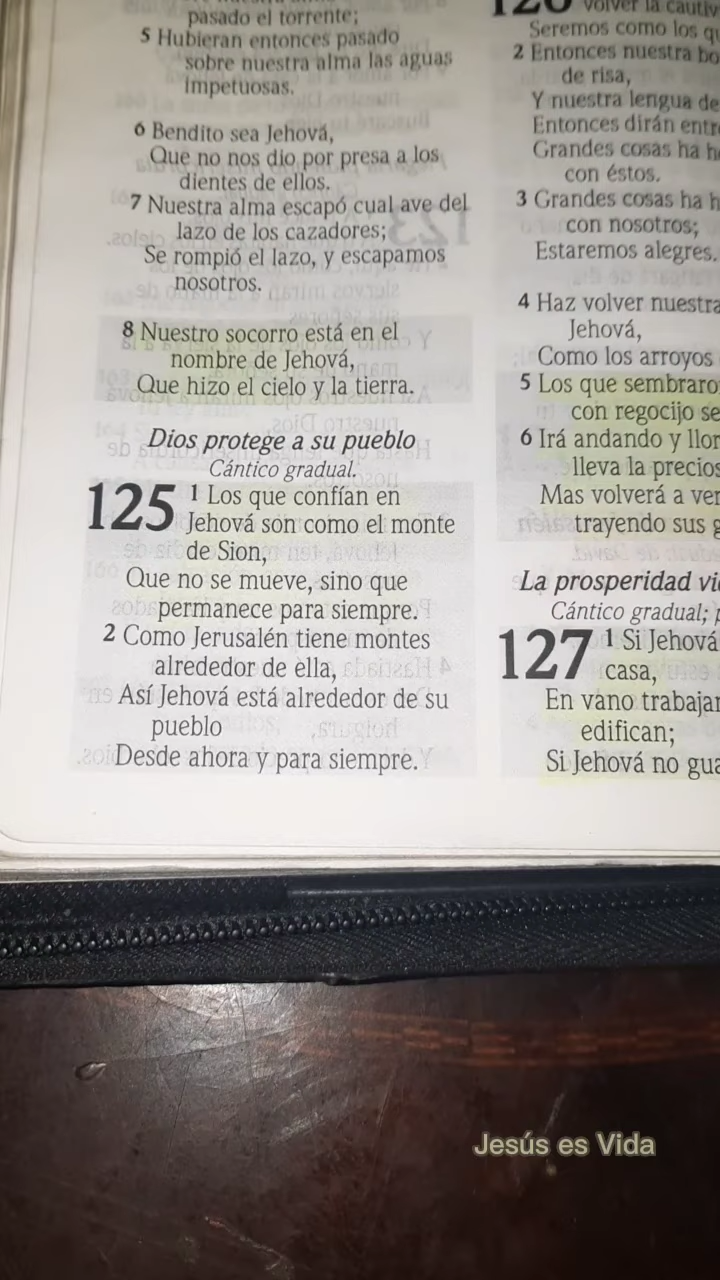 pasado el torrente;
5 Hubieran entonces pasado
sobre nuestra alma las aguas
impetuosas.
6 Bendito sea Jehová,
Que no nos dio por presa a los
dientes de ellos.
7 Nuestra alma escapó cual ave del
lazo de los cazadores;
Se rompió el lazo, y escapamos
nosotros.
8 Nuestro socorro está en el
nombre de Jehová,
Que hizo el cielo y la tierra.
Dios protege a su pueblo
Cántico gradual.
125 1 Los que confían en
Jehová son como el monte
de Sion,
Que no se mueve, sino que
permanece para siempre.
2 Como Jerusalén tiene montes
alrededor de ella,
Así Jehová está alrededor de su
pueblo
Desde ahora y para siempre.
volver la
Seremos como los
2 Entonces nuestra
de risa,
Y nuestra lengua de
Entonces dirán
Grandes cosas ha
con éstos.
3 Grandes cosas ha
con nosotros;
Estaremos alegres.
4 Haz volver
Jehová,
Como los arroyos
5 Los que
con regocijo
6 Irá andando y
lleva la
Mas volverá a
trayendo sus
La prosperidad
Cántico gradual;
127 1 Si Jehová
casa,
En vano
edifican;
Si Jehová no
Jesús es Vida